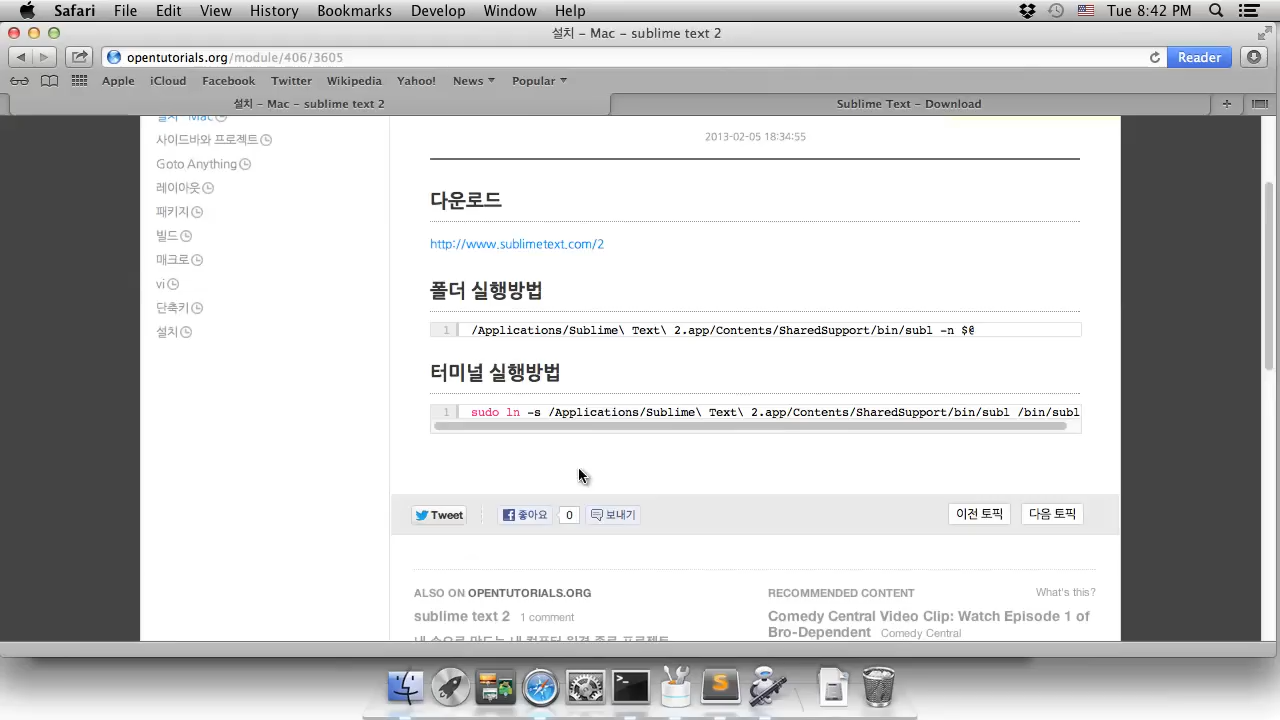 Safari File Edit View History Bookmarks Develop Window Help Tue 8:42 PM
설치 - Mac - sublime text 2
opentutorials.org/module/406/3605 Reader
Apple iCloud Facebook Twitter Wikipedia Yahoo! News Popular
설치 - Mac - sublime text 2 Sublime Text - Download
설치 - Mac
사이드바와 프로젝트
Goto Anything
레이아웃
패키지
빌드
매크로
vi
단축키
설치
2013-02-05 18:34:55
다운로드
http://www.sublimetext.com/2
폴더 실행방법
1 /Applications/Sublime\ Text\ 2.app/Contents/SharedSupport/bin/subl -n $@
터미널 실행방법
1 sudo ln -s /Applications/Sublime\ Text\ 2.app/Contents/SharedSupport/bin/subl /bin/subl
Tweet 좋아요 0 보내기 이전 토픽 다음 토픽
ALSO ON OPENTUTORIALS.ORG
sublime text 2 1 comment
RECOMMENDED CONTENT What's this?
Comedy Central Video Clip: Watch Episode 1 of
Bro-Dependent Comedy Central